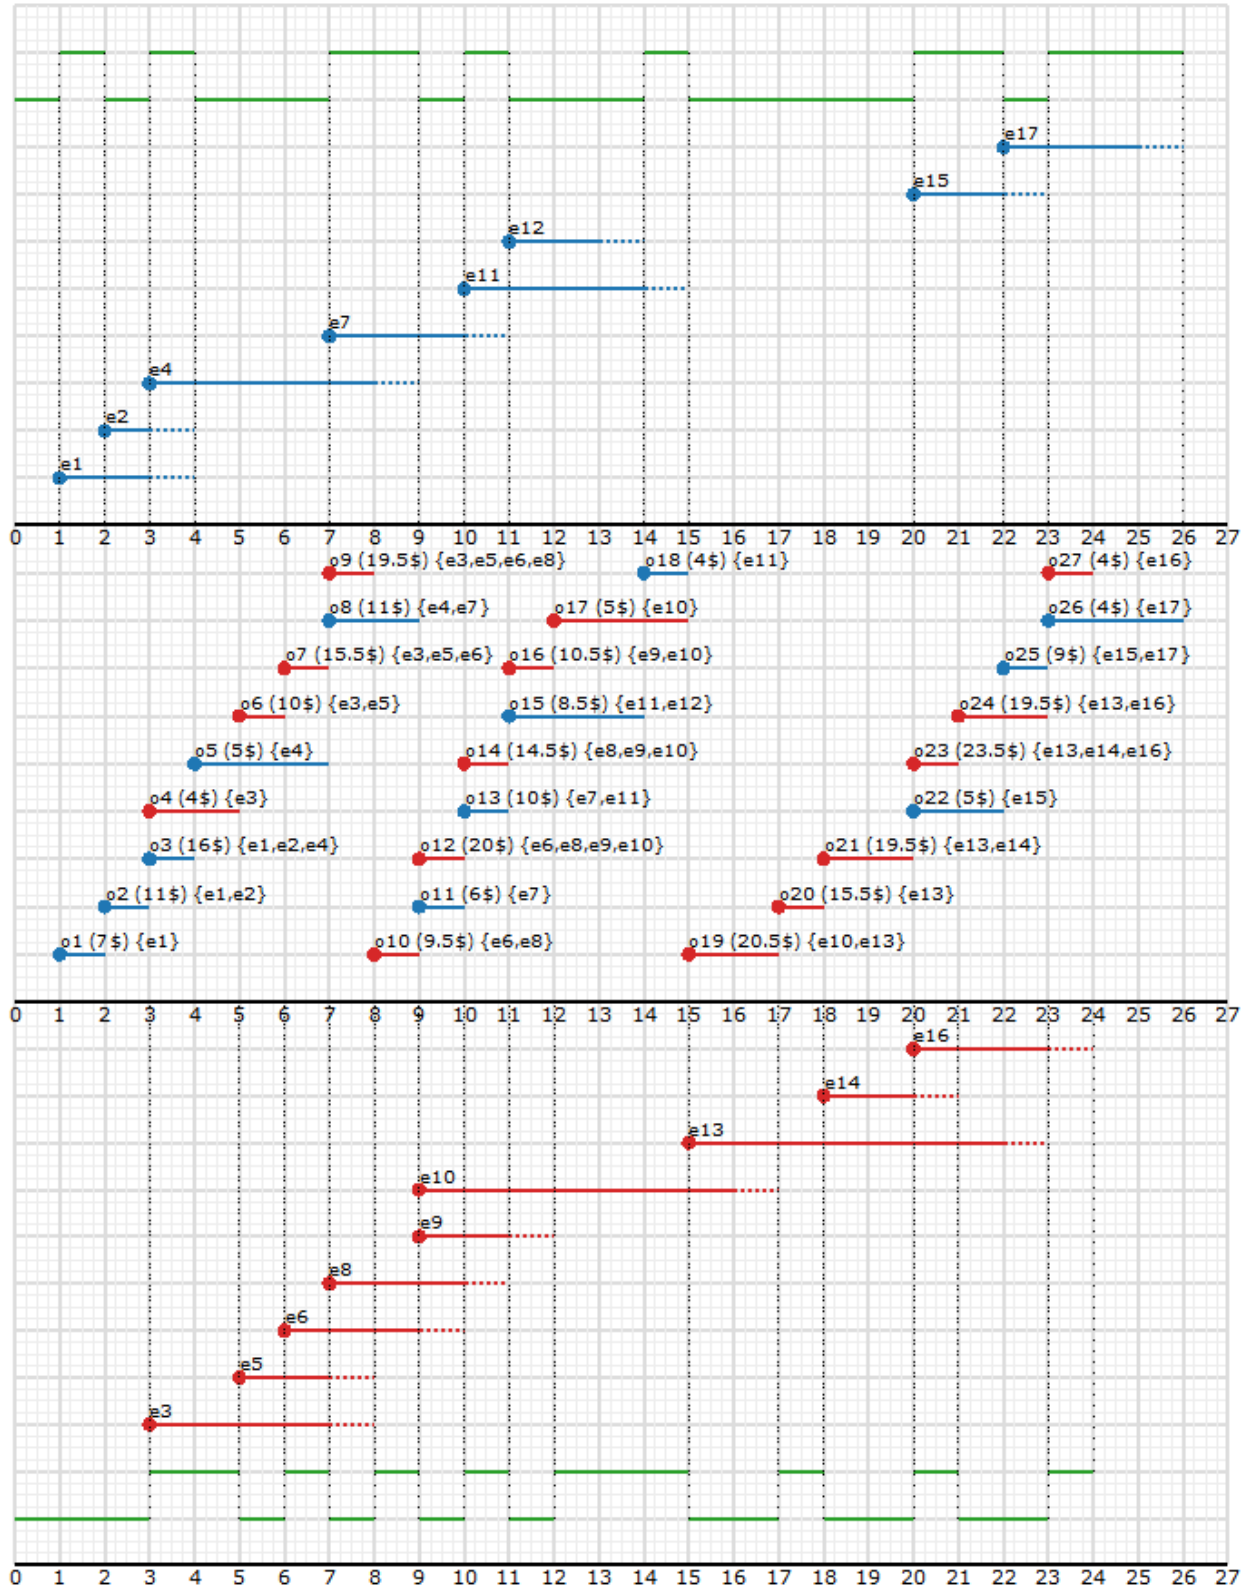 e17
e15
e12
e11
e7
e4
e2
e1
0 1 2 3 4 5 6 7 8 9 10 11 12 13 14 15 16 17 18 19 20 21 22 23 24 25 26 27
o9 (19.5$) {e3,e5,e6,e8} o18 (4$) {e11} o27 (4$) {e16}
o8 (11$) {e4,e7} o17 (5$) {e10} o26 (4$) {e17}
o7 (15.5$) {e3,e5,e6} o16 (10.5$) {e9,e10} o25 (9$) {e15,e17}
o6 (10$) {e3,e5} o15 (8.5$) {e11,e12} o24 (19.5$) {e13,e16}
o5 (5$) {e4} o14 (14.5$) {e8,e9,e10} o23 (23.5$) {e13,e14,e16}
o4 (4$) {e3} o13 (10$) {e7,e11} o22 (5$) {e15}
o3 (16$) {e1,e2,e4} o12 (20$) {e6,e8,e9,e10} o21 (19.5$) {e13,e14}
o2 (11$) {e1,e2} o11 (6$) {e7} o20 (15.5$) {e13}
o1 (7$) {e1} o10 (9.5$) {e6,e8} o19 (20.5$) {e10,e13}
0 1 2 3 4 5 6 7 8 9 10 11 12 13 14 15 16 17 18 19 20 21 22 23 24 25 26 27
e16
e14
e13
e10
e9
e8
e6
e5
e3
0 1 2 3 4 5 6 7 8 9 10 11 12 13 14 15 16 17 18 19 20 21 22 23 24 25 26 27